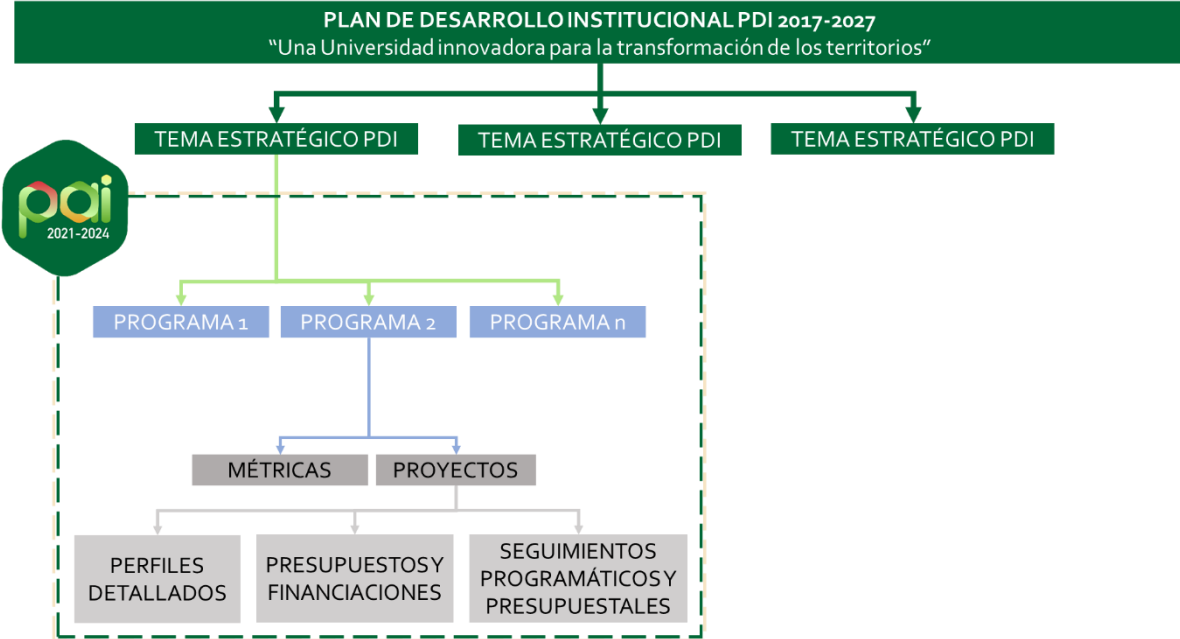 PLAN DE DESARROLLO INSTITUCIONAL PDI 2017-2027
“Una Universidad innovadora para la transformación de los territorios”
TEMA ESTRATÉGICO PDI
TEMA ESTRATÉGICO PDI
TEMA ESTRATÉGICO PDI
pai
2021-2024
PROGRAMA 1
PROGRAMA 2
PROGRAMA n
MÉTRICAS
PROYECTOS
PERFILES
DETALLADOS
PRESUPUESTOS Y
FINANCIACIONES
SEGUIMIENTOS
PROGRAMÁTICOS Y
PRESUPUESTALES